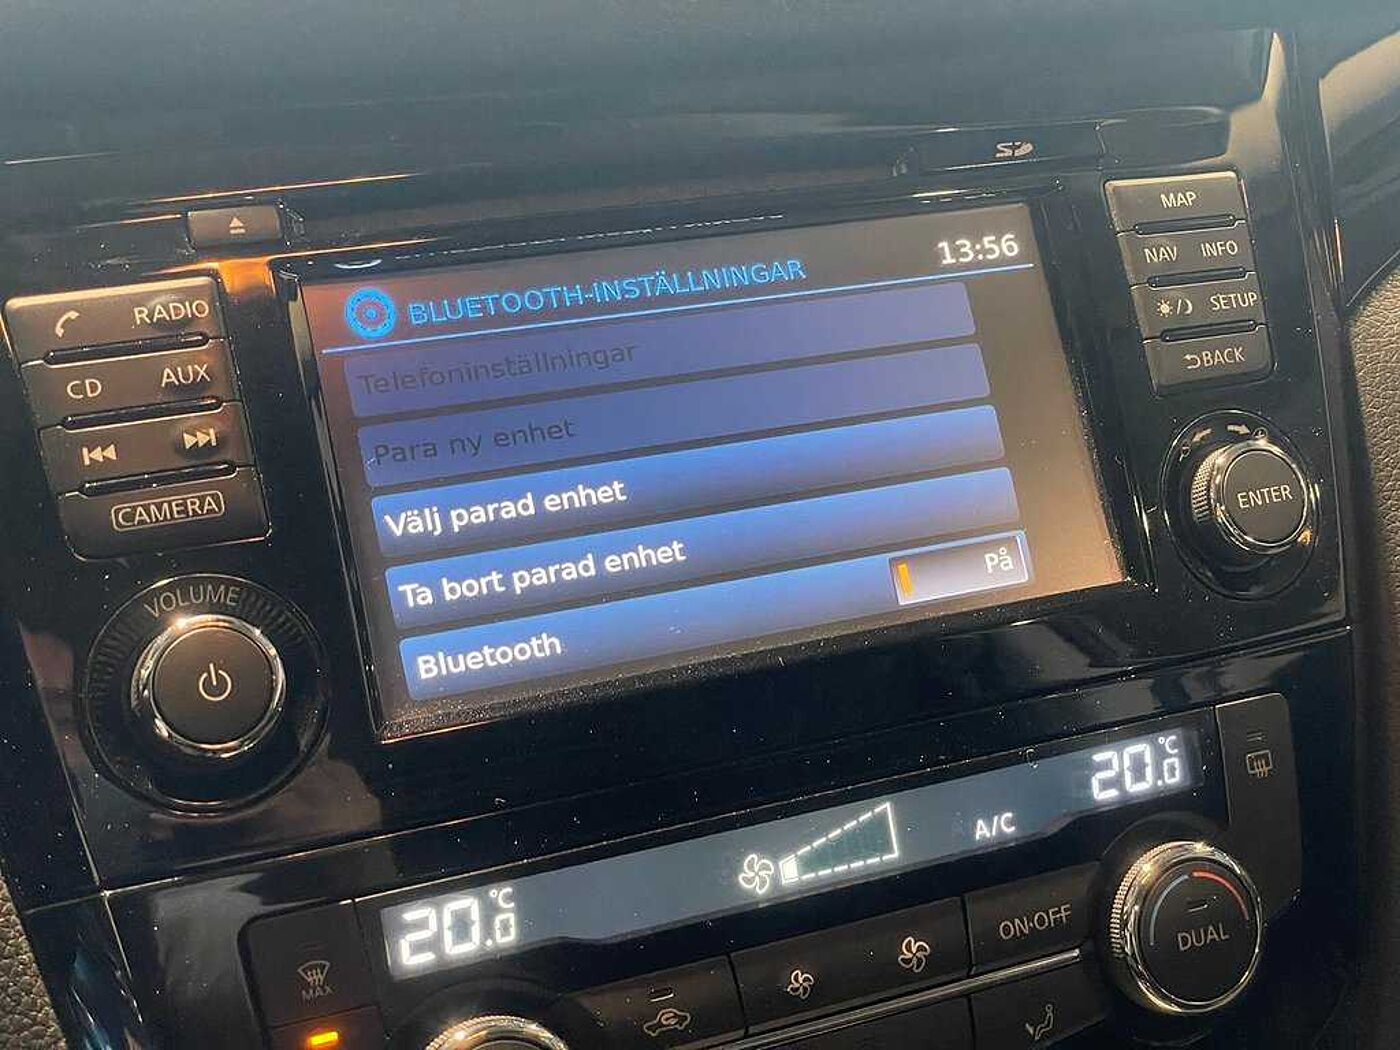 SD
MAP
NAV INFO
SETUP
BACK
ENTER
RADIO
CD AUX
CAMERA
VOLUME
BLUETOOTH-INSTÄLLNINGAR
13:56
Telefoninställningar
Para ny enhet
Välj parad enhet
Ta bort parad enhet
Bluetooth
På
20.0 °C
A/C
20.0 °C
MAX
ON·OFF
DUAL